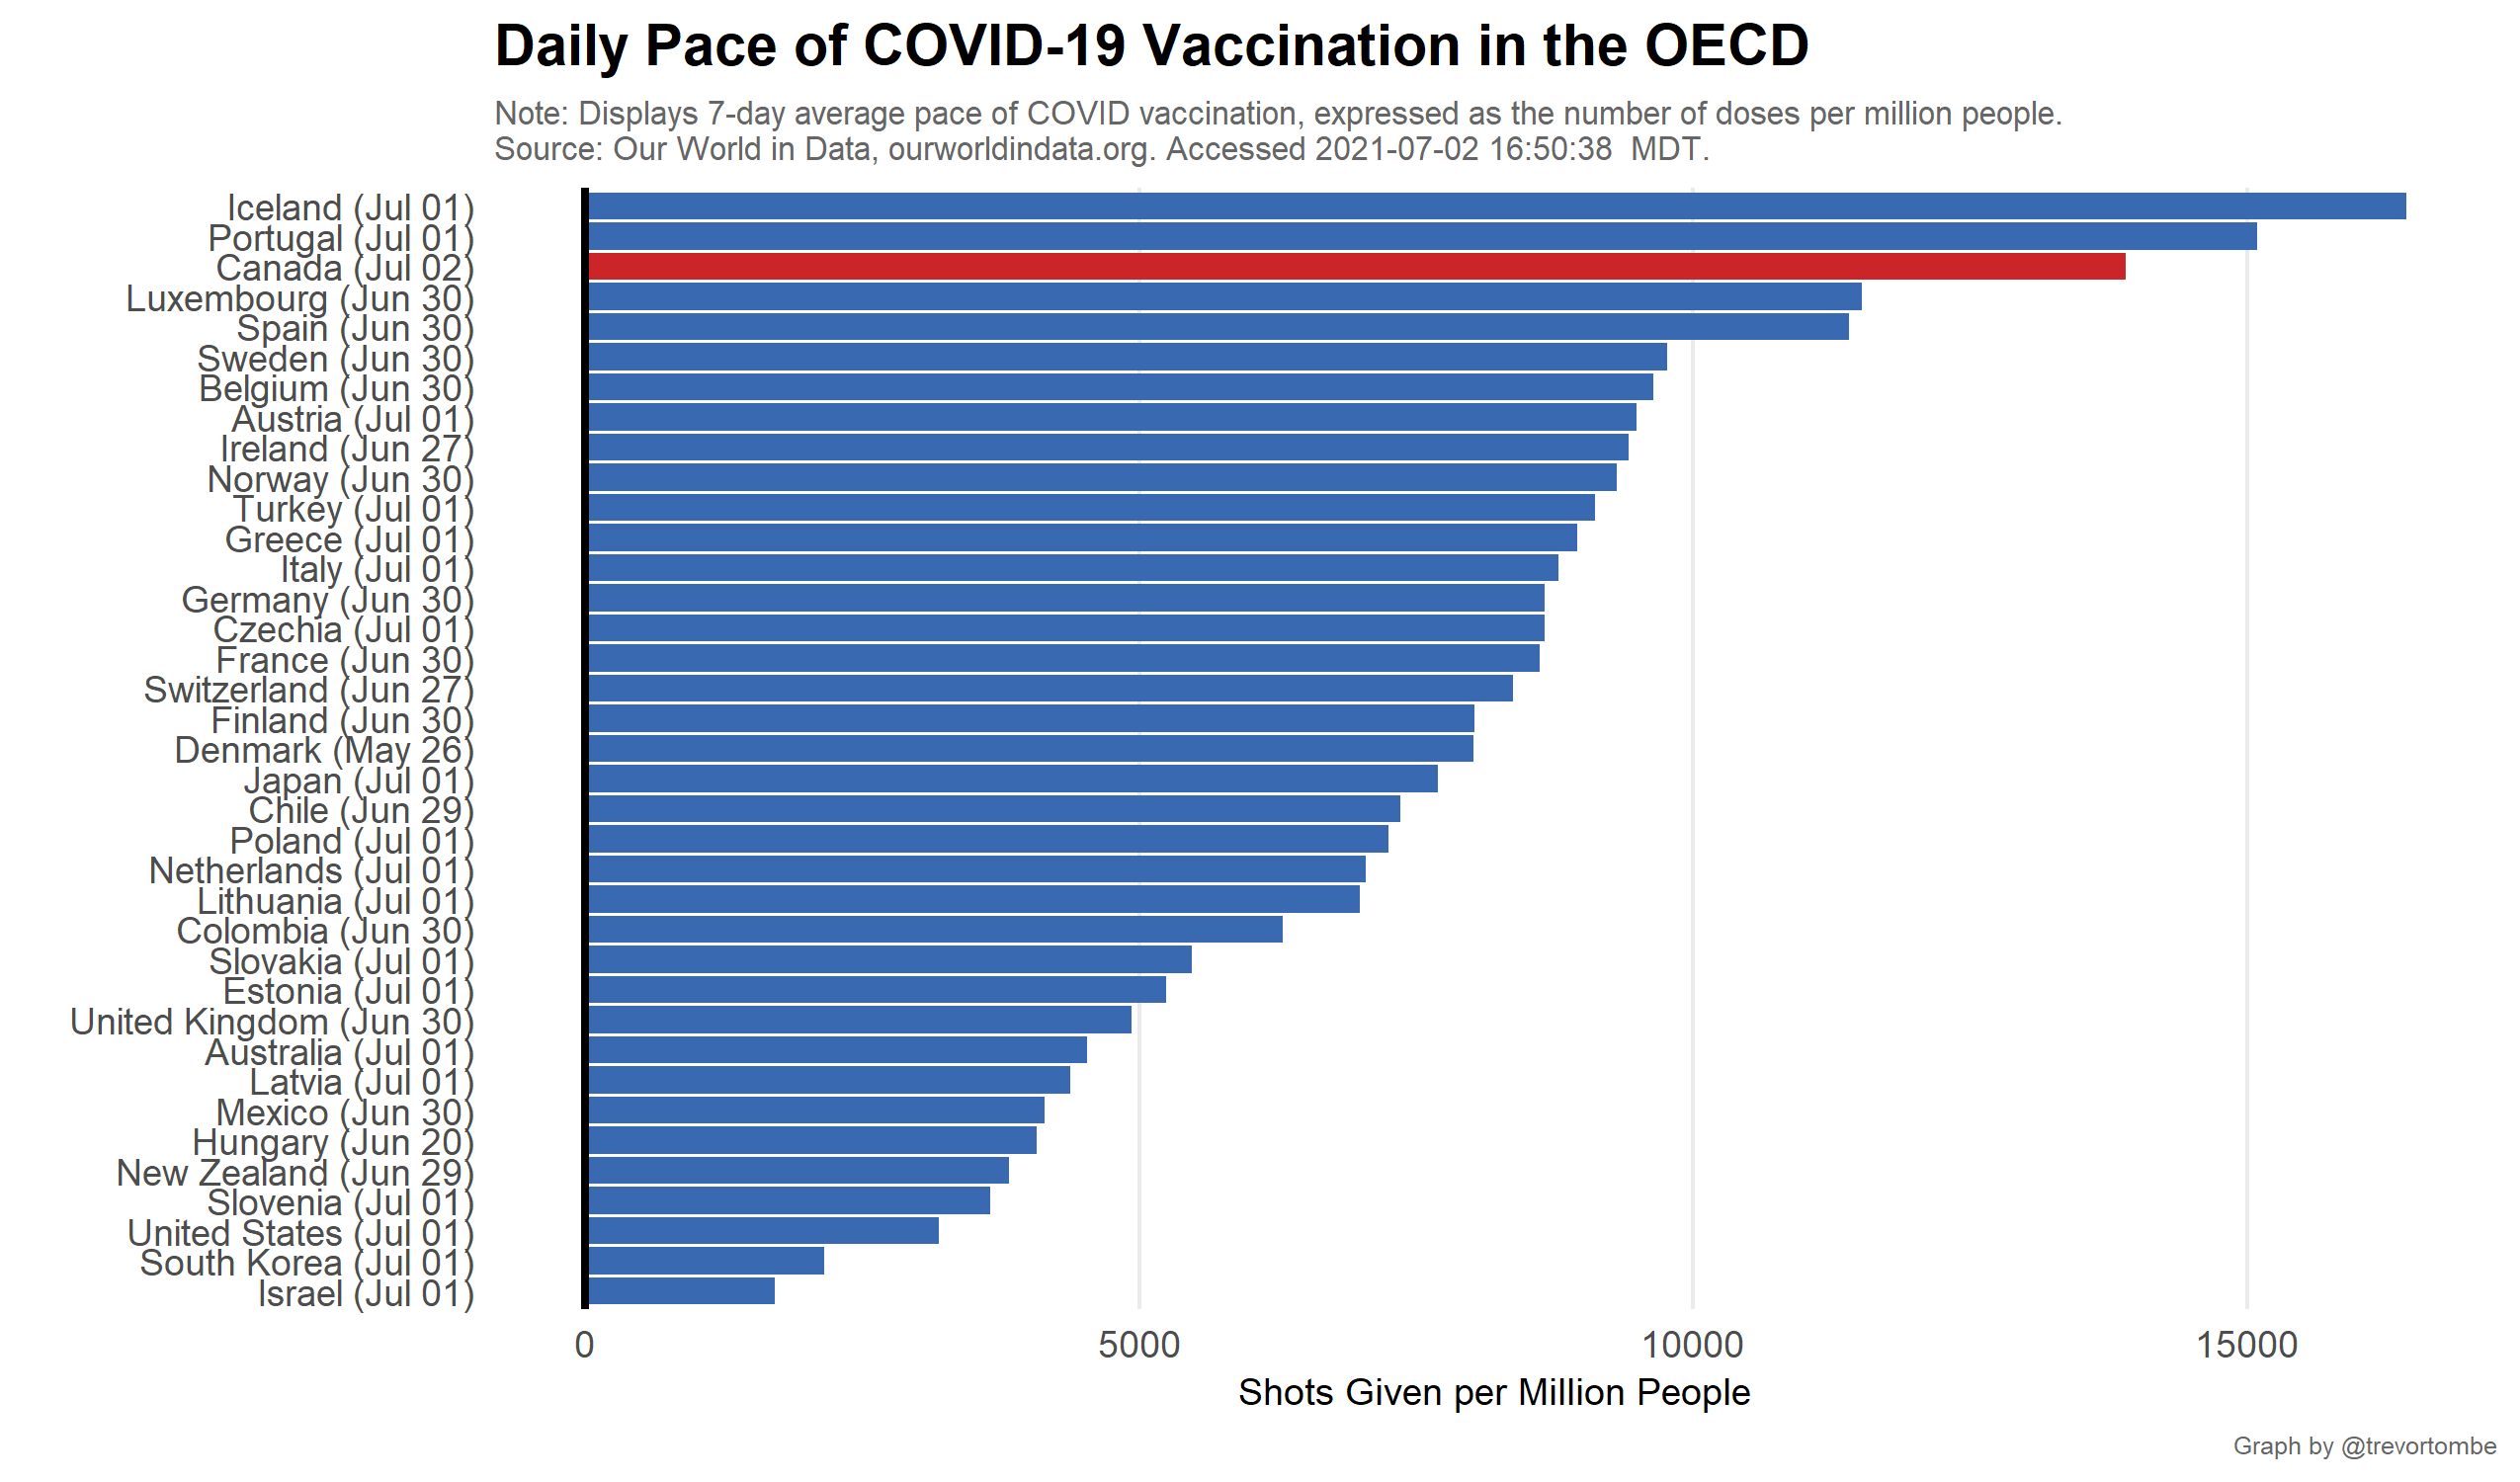 Daily Pace of COVID-19 Vaccination in the OECD
Note: Displays 7-day average pace of COVID vaccination, expressed as the number of doses per million people.
Source: Our World in Data, ourworldindata.org. Accessed 2021-07-02 16:50:38  MDT.
Iceland (Jul 01)
Portugal (Jul 01)
Canada (Jul 02)
Luxembourg (Jun 30)
Spain (Jun 30)
Sweden (Jun 30)
Belgium (Jun 30)
Austria (Jul 01)
Ireland (Jun 27)
Norway (Jun 30)
Turkey (Jul 01)
Greece (Jul 01)
Italy (Jul 01)
Germany (Jun 30)
Czechia (Jul 01)
France (Jun 30)
Switzerland (Jun 27)
Finland (Jun 30)
Denmark (May 26)
Japan (Jul 01)
Chile (Jun 29)
Poland (Jul 01)
Netherlands (Jul 01)
Lithuania (Jul 01)
Colombia (Jun 30)
Slovakia (Jul 01)
Estonia (Jul 01)
United Kingdom (Jun 30)
Australia (Jul 01)
Latvia (Jul 01)
Mexico (Jun 30)
Hungary (Jun 20)
New Zealand (Jun 29)
Slovenia (Jul 01)
United States (Jul 01)
South Korea (Jul 01)
Israel (Jul 01)
0 5000 10000 15000
Shots Given per Million People
Graph by @trevortombe